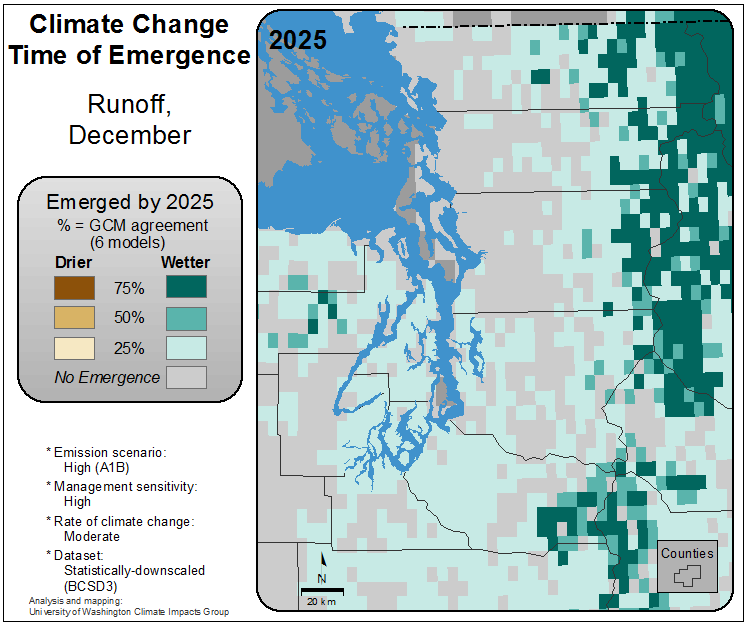 Climate Change
Time of Emergence
Runoff,
December
Emerged by 2025
% = GCM agreement
(6 models)
Drier Wetter
75%
50%
25%
No Emergence
* Emission scenario:
High (A1B)
* Management sensitivity:
High
* Rate of climate change:
Moderate
* Dataset:
Statistically-downscaled
(BCSD3)
Analysis and mapping:
University of Washington Climate Impacts Group
2025
N
20 km
Counties